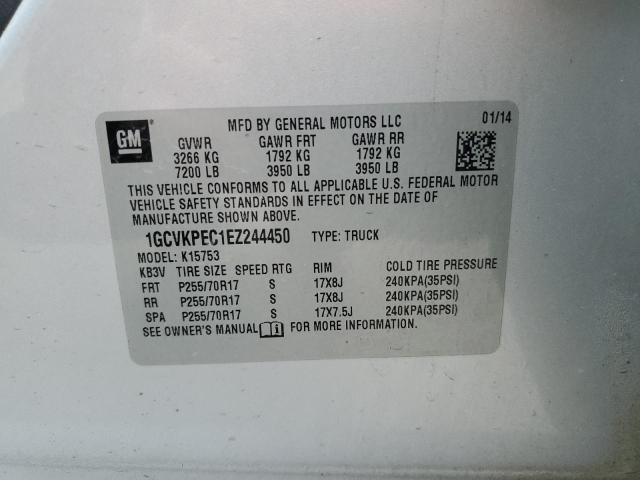 GM
MFD BY GENERAL MOTORS LLC 01/14
GVWR GAWR FRT GAWR RR
3266 KG 1792 KG 1792 KG
7200 LB 3950 LB 3950 LB
THIS VEHICLE CONFORMS TO ALL APPLICABLE U.S. FEDERAL MOTOR
VEHICLE SAFETY STANDARDS IN EFFECT ON THE DATE OF
MANUFACTURE SHOWN ABOVE.
1GCVKPEC1EZ244450 TYPE: TRUCK
MODEL: K15753
KB3V TIRE SIZE SPEED RTG RIM COLD TIRE PRESSURE
FRT P255/70R17 S 17X8J 240KPA(35PSI)
RR P255/70R17 S 17X8J 240KPA(35PSI)
SPA P255/70R17 S 17X7.5J 240KPA(35PSI)
SEE OWNER'S MANUAL FOR MORE INFORMATION.